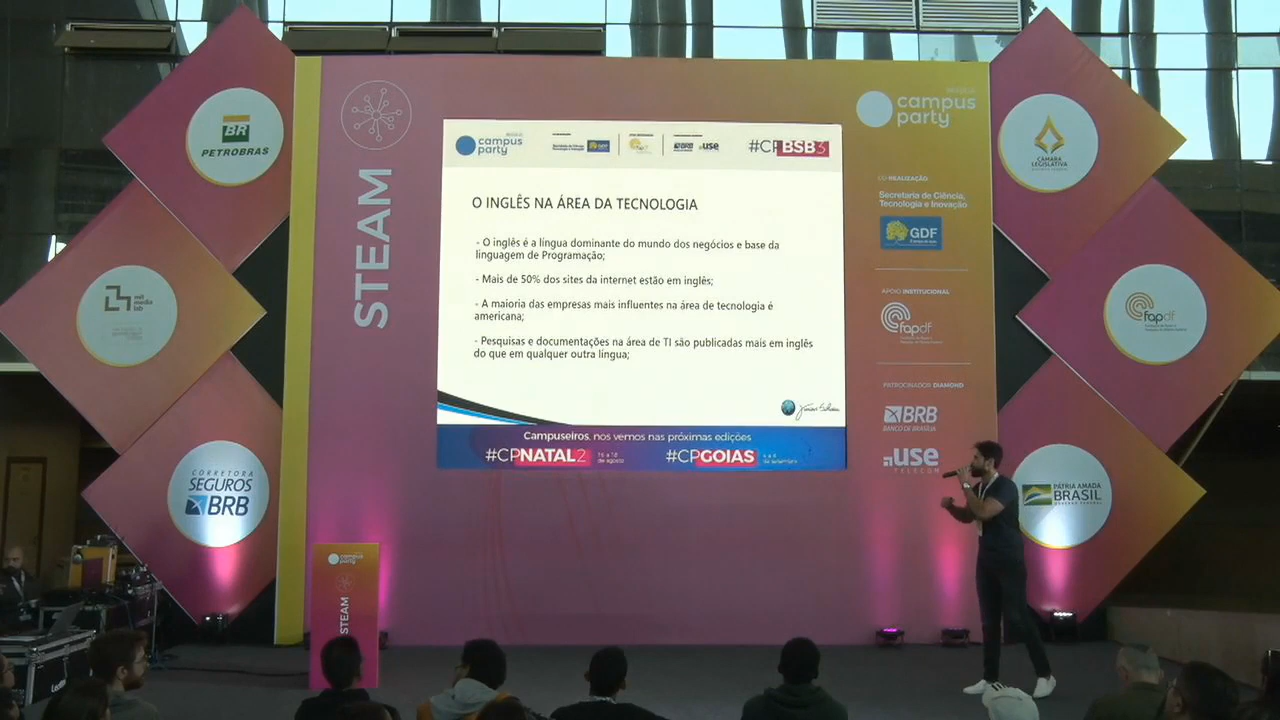 BR
PETROBRAS
mit
media
lab
CORRETORA
SEGUROS
BRB
STEAM
campus
party
#CPBSB3
O INGLÊS NA ÁREA DA TECNOLOGIA
- O inglês é a língua dominante do mundo dos negócios e base da
linguagem de Programação;
- Mais de 50% dos sites da internet estão em inglês;
- A maioria das empresas mais influentes na área de tecnologia é
americana;
- Pesquisas e documentações na área de TI são publicadas mais em inglês
do que em qualquer outra língua;
Campuseiros, nos vemos nas próximas edições
#CPNATAL2
#CPGOIAS
campus
party
STEAM
campus
party
CO-REALIZAÇÃO
Secretaria de Ciência,
Tecnologia e Inovação
GDF
APOIO INSTITUCIONAL
fapdf
PATROCINADOR DIAMOND
BRB
BANCO DE BRASÍLIA
.USE
TELECOM
CÂMARA
LEGISLATIVA
fapdf
PÁTRIA AMADA
BRASIL